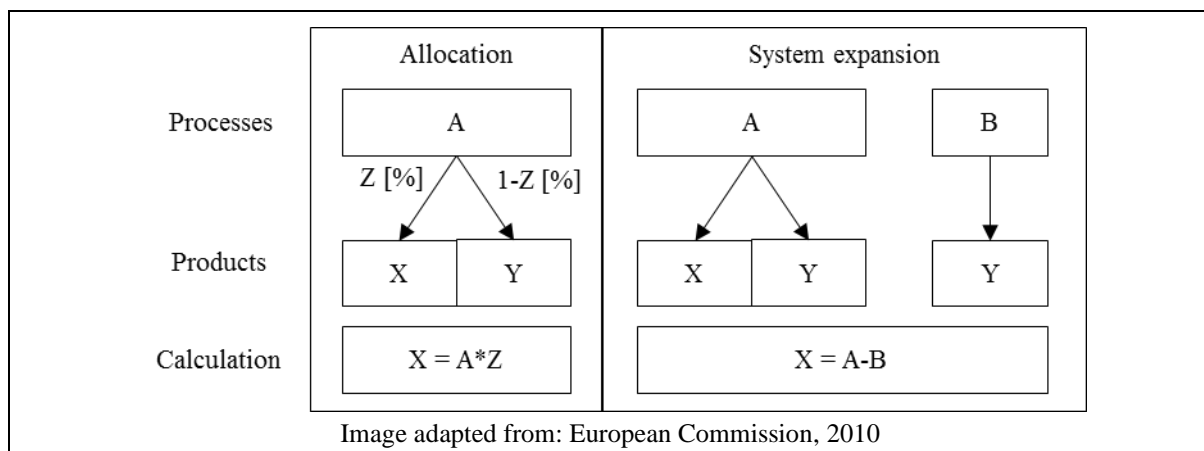 Allocation System expansion
Processes A A B
Z [%] 1-Z [%]
Products X Y X Y Y
Calculation X = A*Z X = A-B
Image adapted from: European Commission, 2010